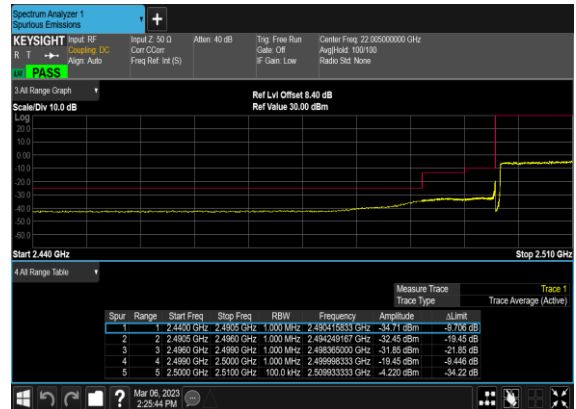 Spectrum Analyzer 1
Spurious Emissions
+
KEYSIGHT Input: RF Input Z: 50 Ω Atten: 40 dB Trig: Free Run Center Freq: 22.005000000 GHz
R T Coupling: DC Corr CCorr Gate: Off Avg|Hold: 100/100
Align: Auto Freq Ref: Int (S) IF Gain: Low Radio Std: None
PASS
3.All Range Graph
Ref Lvl Offset 8.40 dB
Scale/Div 10.0 dB Ref Value 30.00 dBm
Log
20.0
10.0
0.00
-10.0
-20.0
-30.0
-40.0
-50.0
-60.0
Start 2.440 GHz Stop 2.510 GHz
4.All Range Table
Measure Trace Trace 1
Trace Type Trace Average (Active)
Spur Range Start Freq Stop Freq RBW Frequency Amplitude ΔLimit
1 1 2.4400 GHz 2.4905 GHz 1.000 MHz 2.490415833 GHz -34.71 dBm -9.706 dB
2 2 2.4905 GHz 2.4960 GHz 1.000 MHz 2.494249167 GHz -32.45 dBm -19.45 dB
3 3 2.4960 GHz 2.4990 GHz 1.000 MHz 2.498365000 GHz -31.85 dBm -21.85 dB
4 4 2.4990 GHz 2.5000 GHz 1.000 MHz 2.499998333 GHz -19.45 dBm -9.446 dB
5 5 2.5000 GHz 2.5100 GHz 100.0 kHz 2.509933333 GHz -4.220 dBm -34.22 dB
? Mar 06, 2023
2:25:44 PM